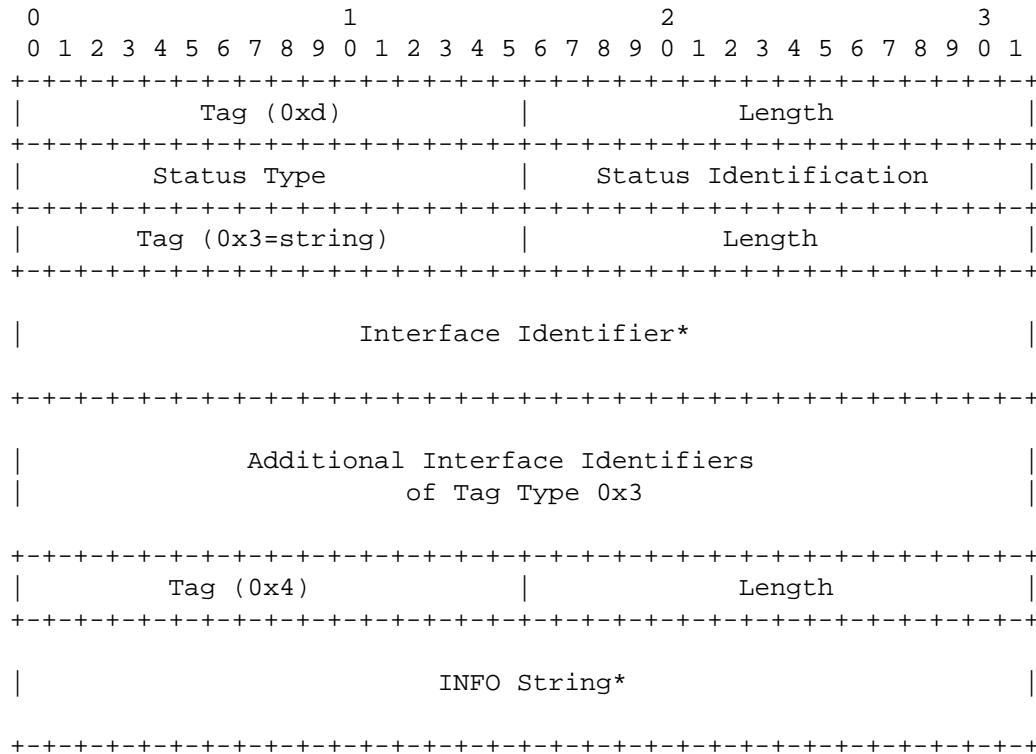 0                   1                   2                   3
 0 1 2 3 4 5 6 7 8 9 0 1 2 3 4 5 6 7 8 9 0 1 2 3 4 5 6 7 8 9 0 1
+-+-+-+-+-+-+-+-+-+-+-+-+-+-+-+-+-+-+-+-+-+-+-+-+-+-+-+-+-+-+-+-+
|           Tag (0xd)           |             Length            |
+-+-+-+-+-+-+-+-+-+-+-+-+-+-+-+-+-+-+-+-+-+-+-+-+-+-+-+-+-+-+-+-+
|        Status Type            |    Status Identification      |
+-+-+-+-+-+-+-+-+-+-+-+-+-+-+-+-+-+-+-+-+-+-+-+-+-+-+-+-+-+-+-+-+
|       Tag (0x3=string)        |            Length             |
+-+-+-+-+-+-+-+-+-+-+-+-+-+-+-+-+-+-+-+-+-+-+-+-+-+-+-+-+-+-+-+-+
|                     Interface Identifier*                     |
+-+-+-+-+-+-+-+-+-+-+-+-+-+-+-+-+-+-+-+-+-+-+-+-+-+-+-+-+-+-+-+-+
|              Additional Interface Identifiers                 |
|                        of Tag Type 0x3                        |
+-+-+-+-+-+-+-+-+-+-+-+-+-+-+-+-+-+-+-+-+-+-+-+-+-+-+-+-+-+-+-+-+
|         Tag (0x4)             |             Length            |
+-+-+-+-+-+-+-+-+-+-+-+-+-+-+-+-+-+-+-+-+-+-+-+-+-+-+-+-+-+-+-+-+
|                          INFO String*                         |
+-+-+-+-+-+-+-+-+-+-+-+-+-+-+-+-+-+-+-+-+-+-+-+-+-+-+-+-+-+-+-+-+